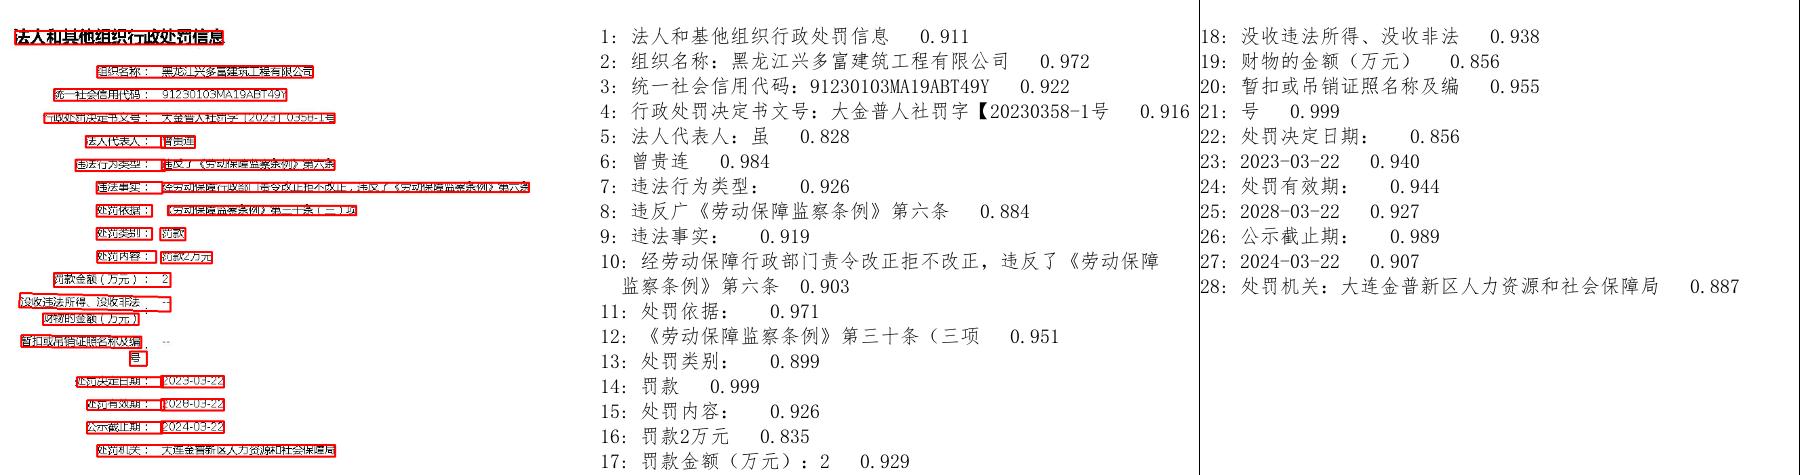 法人和其他组织行政处罚信息
组织名称： 黑龙江兴多富建筑工程有限公司
统一社会信用代码： 91230103MA19ABT49Y
行政处罚决定书文号： 大金普人社罚字【2023】0358-1号
法人代表人： 曾贵连
违法行为类型： 违反了《劳动保障监察条例》第六条
违法事实： 经劳动保障行政部门责令改正拒不改正，违反了《劳动保障监察条例》第六条
处罚依据： 《劳动保障监察条例》第三十条（三）项
处罚类别： 罚款
处罚内容： 罚款2万元
罚款金额（万元）： 2
没收违法所得、没收非法 --
财物的金额（万元）：
暂扣或吊销证照名称及编 --
号：
处罚决定日期： 2023-03-22
处罚有效期： 2028-03-22
公示截止期： 2024-03-22
处罚机关： 大连金普新区人力资源和社会保障局
1: 法人和基他组织行政处罚信息 0.911
2: 组织名称: 黑龙江兴多富建筑工程有限公司 0.972
3: 统一社会信用代码: 91230103MA19ABT49Y 0.922
4: 行政处罚决定书文号: 大金普人社罚字【20230358-1号 0.916
5: 法人代表人: 虽 0.828
6: 曾贵连 0.984
7: 违法行为类型: 0.926
8: 违反广《劳动保障监察条例》第六条 0.884
9: 违法事实: 0.919
10: 经劳动保障行政部门责令改正拒不改正，违反了《劳动保障
监察条例》第六条 0.903
11: 处罚依据: 0.971
12: 《劳动保障监察条例》第三十条（三项 0.951
13: 处罚类别: 0.899
14: 罚款 0.999
15: 处罚内容: 0.926
16: 罚款2万元 0.835
17: 罚款金额（万元）: 2 0.929
18: 没收违法所得、没收非法 0.938
19: 财物的金额（万元） 0.856
20: 暂扣或吊销证照名称及编 0.955
21: 号 0.999
22: 处罚决定日期: 0.856
23: 2023-03-22 0.940
24: 处罚有效期: 0.944
25: 2028-03-22 0.927
26: 公示截止期: 0.989
27: 2024-03-22 0.907
28: 处罚机关: 大连金普新区人力资源和社会保障局 0.887